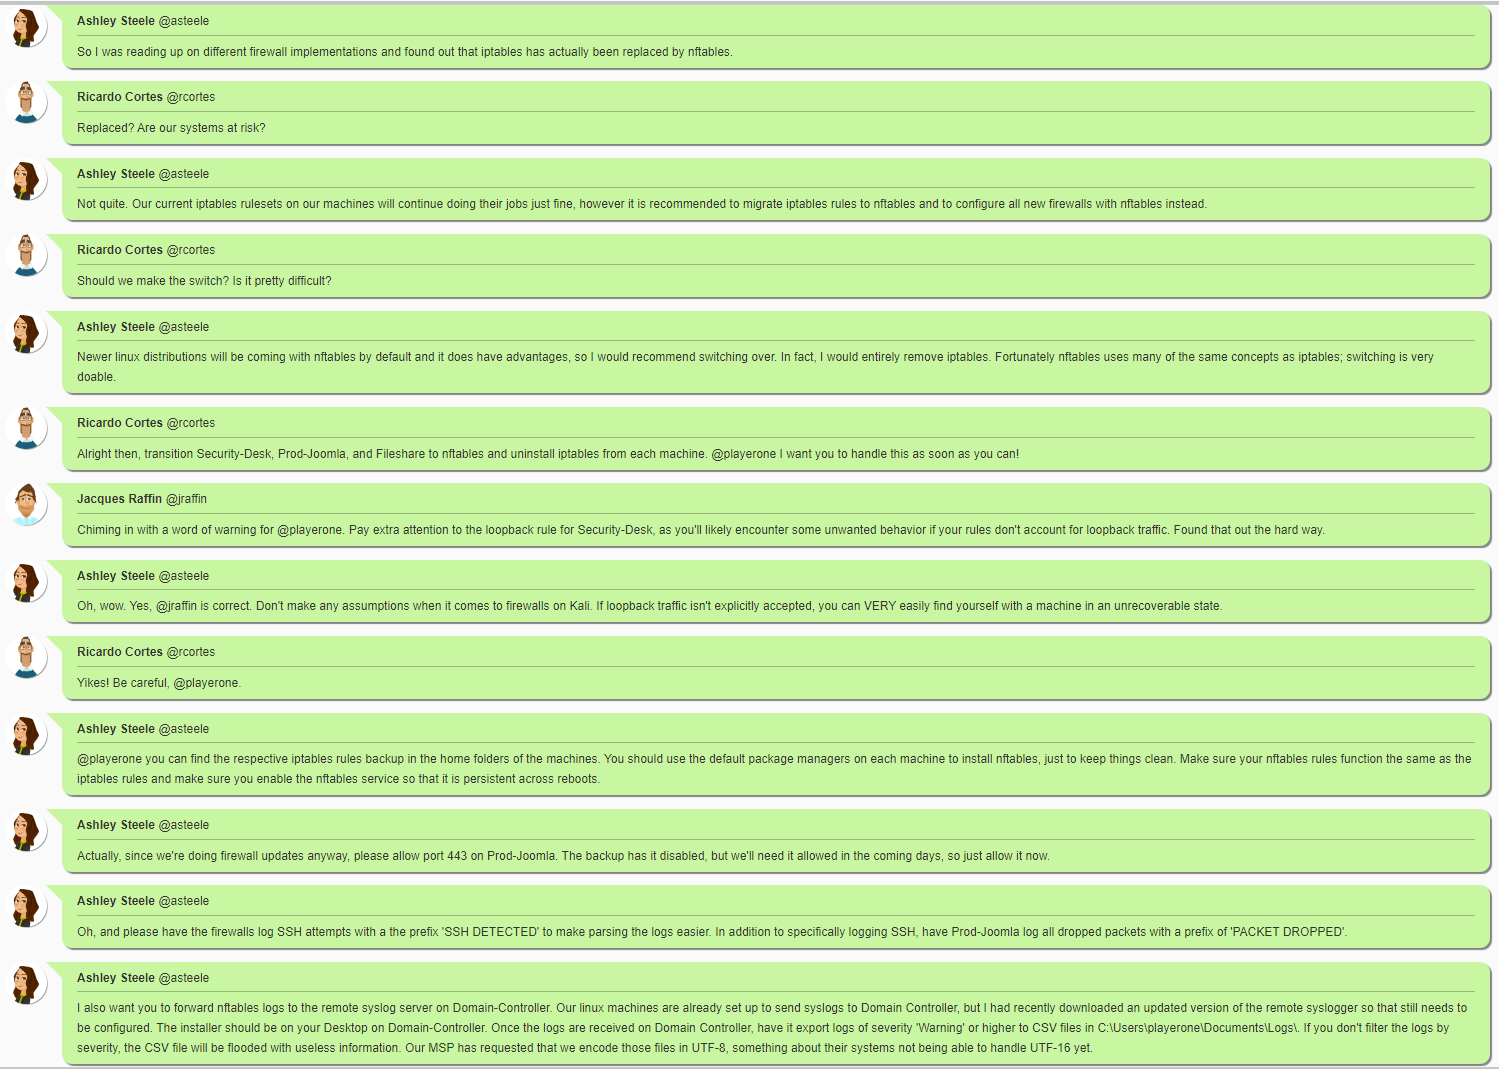 Ashley Steele @asteele
So I was reading up on different firewall implementations and found out that iptables has actually been replaced by nftables.
Ricardo Cortes @rcortes
Replaced? Are our systems at risk?
Ashley Steele @asteele
Not quite. Our current iptables rulesets on our machines will continue doing their jobs just fine, however it is recommended to migrate iptables rules to nftables and to configure all new firewalls with nftables instead.
Ricardo Cortes @rcortes
Should we make the switch? Is it pretty difficult?
Ashley Steele @asteele
Newer linux distributions will be coming with nftables by default and it does have advantages, so I would recommend switching over. In fact, I would entirely remove iptables. Fortunately nftables uses many of the same concepts as iptables; switching is very
doable.
Ricardo Cortes @rcortes
Alright then, transition Security-Desk, Prod-Joomla, and Fileshare to nftables and uninstall iptables from each machine. @playerone I want you to handle this as soon as you can!
Jacques Raffin @jraffin
Chiming in with a word of warning for @playerone. Pay extra attention to the loopback rule for Security-Desk, as you'll likely encounter some unwanted behavior if your rules don't account for loopback traffic. Found that out the hard way.
Ashley Steele @asteele
Oh, wow. Yes, @jraffin is correct. Don't make any assumptions when it comes to firewalls on Kali. If loopback traffic isn't explicitly accepted, you can VERY easily find yourself with a machine in an unrecoverable state.
Ricardo Cortes @rcortes
Yikes! Be careful, @playerone.
Ashley Steele @asteele
@playerone you can find the respective iptables rules backup in the home folders of the machines. You should use the default package managers on each machine to install nftables, just to keep things clean. Make sure your nftables rules function the same as the
iptables rules and make sure you enable the nftables service so that it is persistent across reboots.
Ashley Steele @asteele
Actually, since we're doing firewall updates anyway, please allow port 443 on Prod-Joomla. The backup has it disabled, but we'll need it allowed in the coming days, so just allow it now.
Ashley Steele @asteele
Oh, and please have the firewalls log SSH attempts with a the prefix 'SSH DETECTED' to make parsing the logs easier. In addition to specifically logging SSH, have Prod-Joomla log all dropped packets with a prefix of 'PACKET DROPPED'.
Ashley Steele @asteele
I also want you to forward nftables logs to the remote syslog server on Domain-Controller. Our linux machines are already set up to send syslogs to Domain Controller, but I had recently downloaded an updated version of the remote syslogger so that still needs to
be configured. The installer should be on your Desktop on Domain-Controller. Once the logs are received on Domain Controller, have it export logs of severity 'Warning' or higher to CSV files in C:\Users\playerone\Documents\Logs\. If you don't filter the logs by
severity, the CSV file will be flooded with useless information. Our MSP has requested that we encode those files in UTF-8, something about their systems not being able to handle UTF-16 yet.